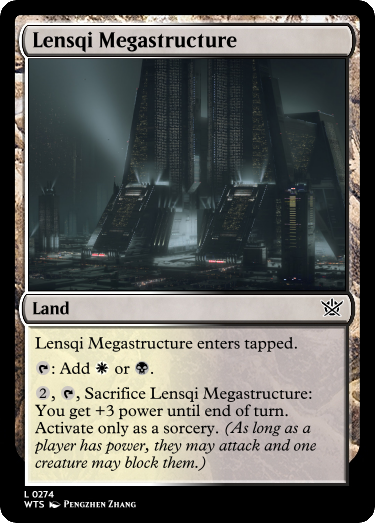 Lensqi Megastructure
Land
Lensqi Megastructure enters tapped.
: Add or .
2, , Sacrifice Lensqi Megastructure:
You get +3 power until end of turn.
Activate only as a sorcery. (As long as a
player has power, they may attack and one
creature may block them.)
L 0274
WTS Pengzhen Zhang